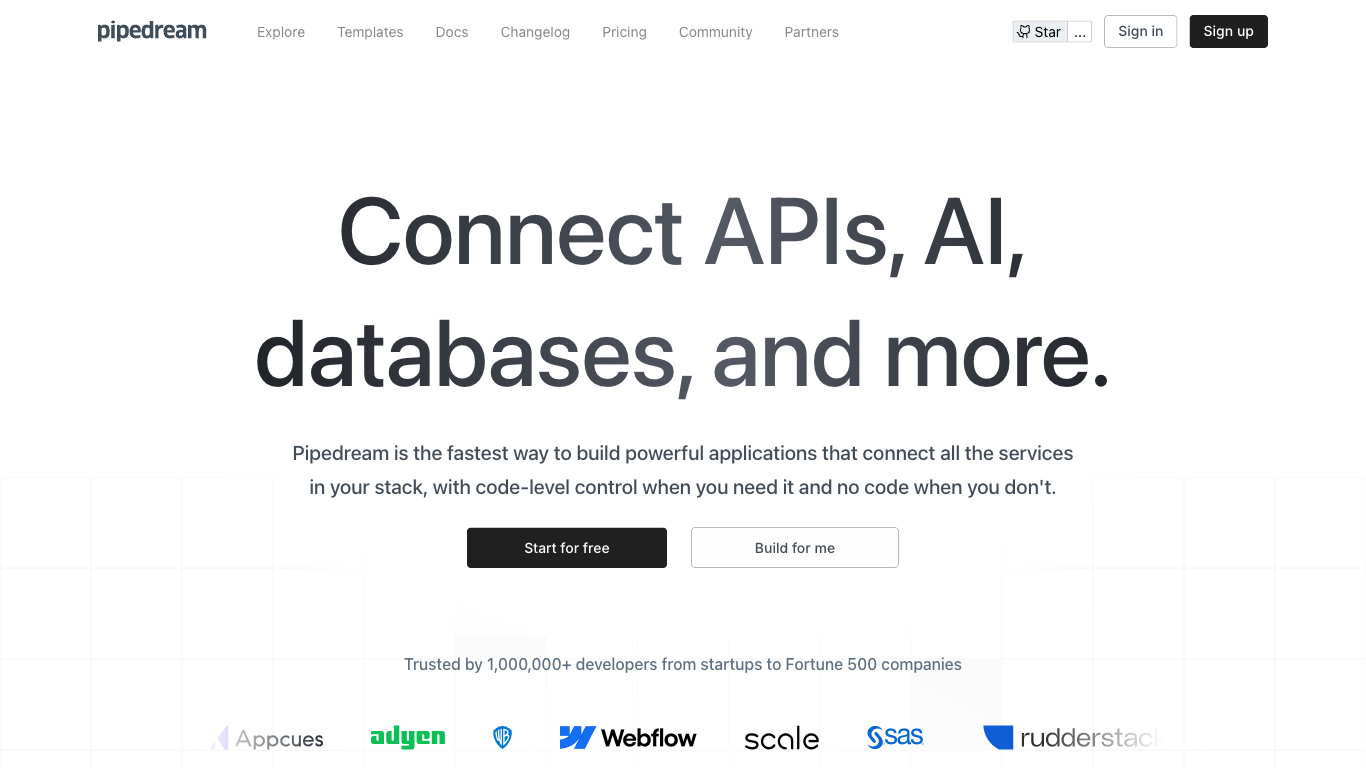 pipedream Explore Templates Docs Changelog Pricing Community Partners Star ... Sign in Sign up
Connect APIs, AI,
databases, and more.
Pipedream is the fastest way to build powerful applications that connect all the services
in your stack, with code-level control when you need it and no code when you don't.
Start for free Build for me
Trusted by 1,000,000+ developers from startups to Fortune 500 companies
Appcues adyen WB Webflow scale sas rudderstack